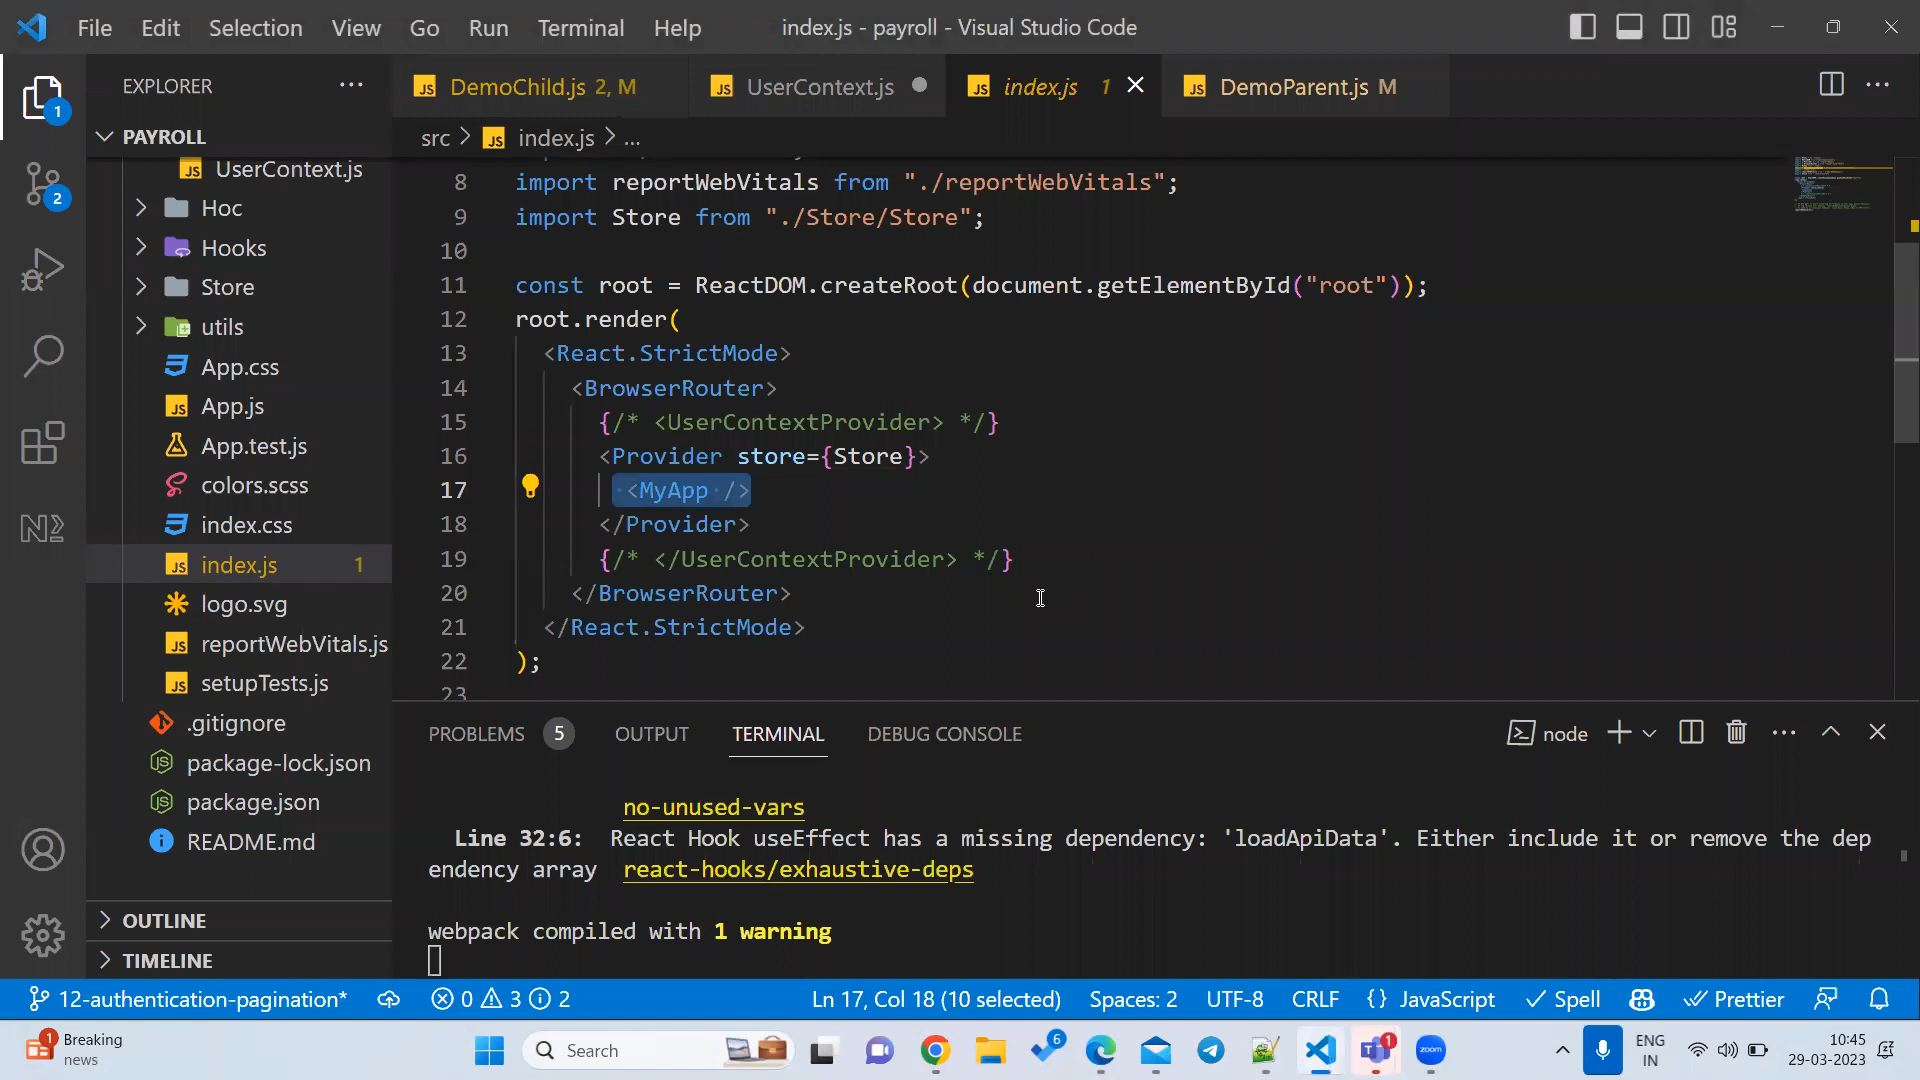 File Edit Selection View Go Run Terminal Help
index.js - payroll - Visual Studio Code
EXPLORER
DemoChild.js 2, M
UserContext.js
index.js 1
DemoParent.js M
PAYROLL
src > index.js > ...
1
2
UserContext.js
Hoc
Hooks
Store
utils
App.css
App.js
App.test.js
colors.scss
index.css
index.js 1
logo.svg
reportWebVitals.js
setupTests.js
.gitignore
package-lock.json
package.json
README.md
OUTLINE
TIMELINE
8 import reportWebVitals from "./reportWebVitals";
9 import Store from "./Store/Store";
10
11 const root = ReactDOM.createRoot(document.getElementById("root"));
12 root.render(
13 <React.StrictMode>
14 <BrowserRouter>
15 {/* <UserContextProvider> */}
16 <Provider store={Store}>
17 <MyApp />
18 </Provider>
19 {/* </UserContextProvider> */}
20 </BrowserRouter>
21 </React.StrictMode>
22 );
23
PROBLEMS 5 OUTPUT TERMINAL DEBUG CONSOLE
node
no-unused-vars
Line 32:6: React Hook useEffect has a missing dependency: 'loadApiData'. Either include it or remove the dep
endency array react-hooks/exhaustive-deps
webpack compiled with 1 warning
12-authentication-pagination* 0 3 2 Ln 17, Col 18 (10 selected) Spaces: 2 UTF-8 CRLF {} JavaScript Spell Prettier
1 Breaking
news
Search
6
1
zoom
ENG
IN
10:45
29-03-2023